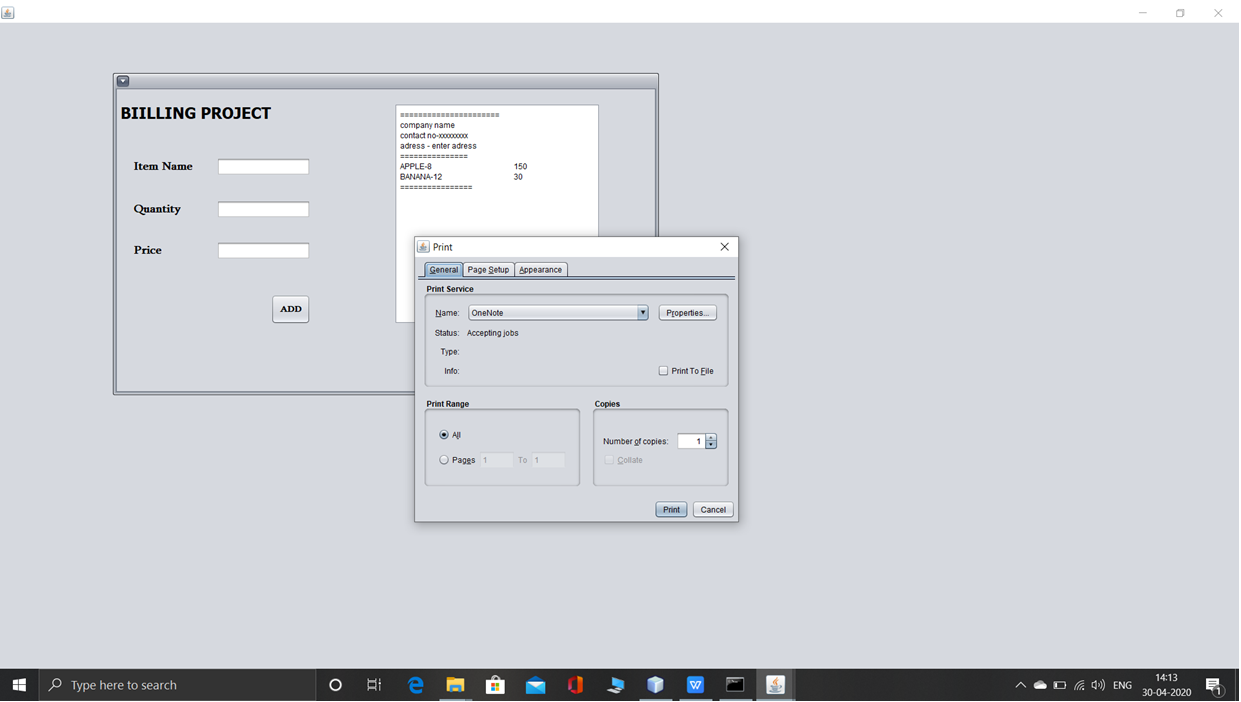 BIILLING PROJECT
Item Name
Quantity
Price
ADD
======================
company name
contact no-xxxxxxxxx
adress - enter adress
===============
APPLE-8 150
BANANA-12 30
================
Print
General Page Setup Appearance
Print Service
Name: OneNote Properties...
Status: Accepting jobs
Type:
Info: Print To File
Print Range
All
Pages 1 To 1
Copies
Number of copies: 1
Collate
Print Cancel
Type here to search
ENG
14:13
30-04-2020
1